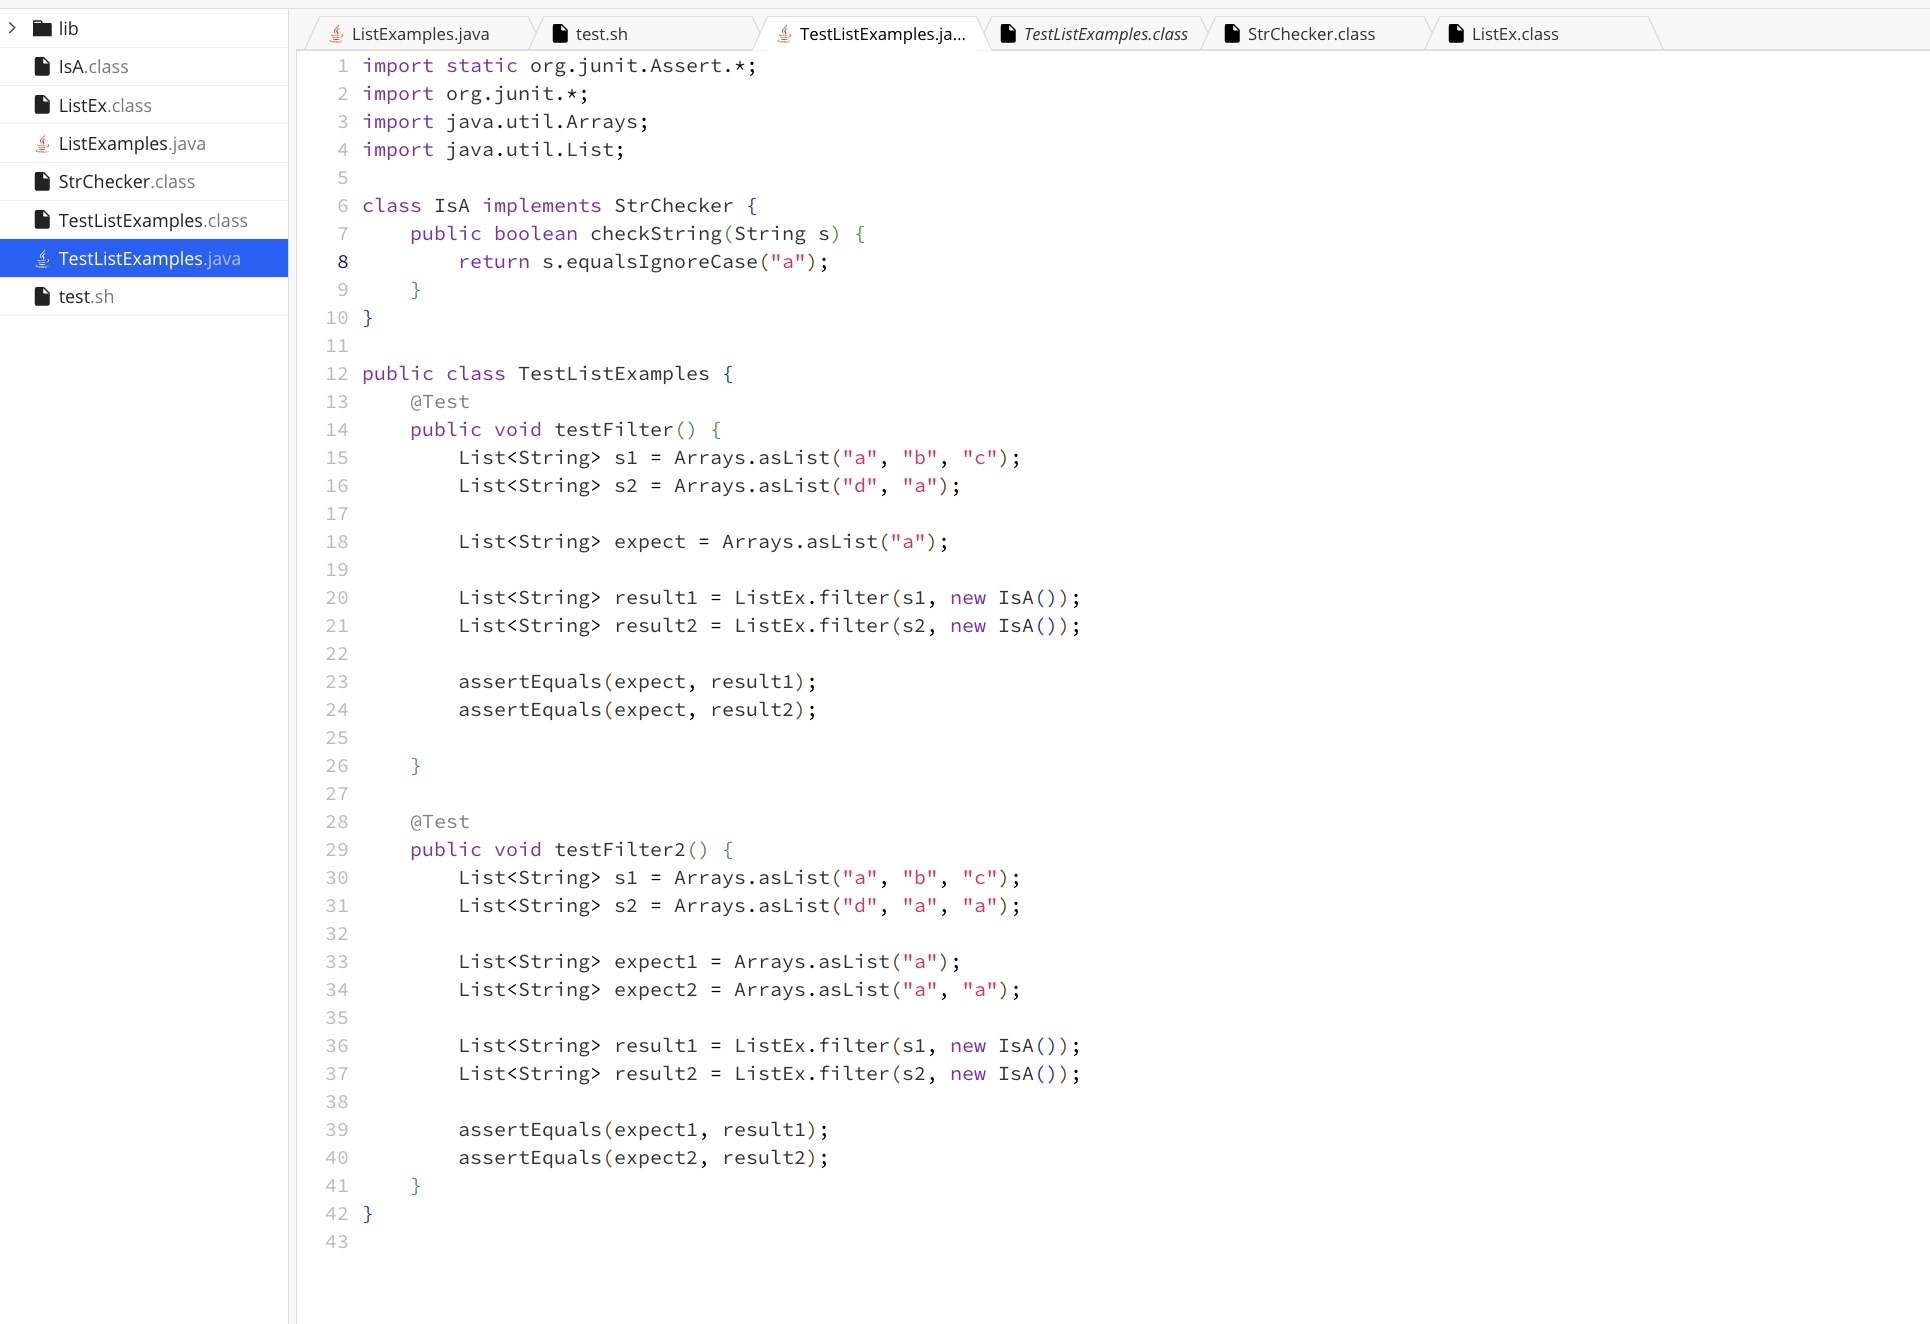 lib
IsA.class
ListEx.class
ListExamples.java
StrChecker.class
TestListExamples.class
TestListExamples.java
test.sh
ListExamples.java test.sh TestListExamples.ja... TestListExamples.class StrChecker.class ListEx.class
1 import static org.junit.Assert.*;
2 import org.junit.*;
3 import java.util.Arrays;
4 import java.util.List;
5
6 class IsA implements StrChecker {
7     public boolean checkString(String s) {
8         return s.equalsIgnoreCase("a");
9     }
10 }
11
12 public class TestListExamples {
13     @Test
14     public void testFilter() {
15         List<String> s1 = Arrays.asList("a", "b", "c");
16         List<String> s2 = Arrays.asList("d", "a");
17
18         List<String> expect = Arrays.asList("a");
19
20         List<String> result1 = ListEx.filter(s1, new IsA());
21         List<String> result2 = ListEx.filter(s2, new IsA());
22
23         assertEquals(expect, result1);
24         assertEquals(expect, result2);
25
26     }
27
28     @Test
29     public void testFilter2() {
30         List<String> s1 = Arrays.asList("a", "b", "c");
31         List<String> s2 = Arrays.asList("d", "a", "a");
32
33         List<String> expect1 = Arrays.asList("a");
34         List<String> expect2 = Arrays.asList("a", "a");
35
36         List<String> result1 = ListEx.filter(s1, new IsA());
37         List<String> result2 = ListEx.filter(s2, new IsA());
38
39         assertEquals(expect1, result1);
40         assertEquals(expect2, result2);
41     }
42 }
43